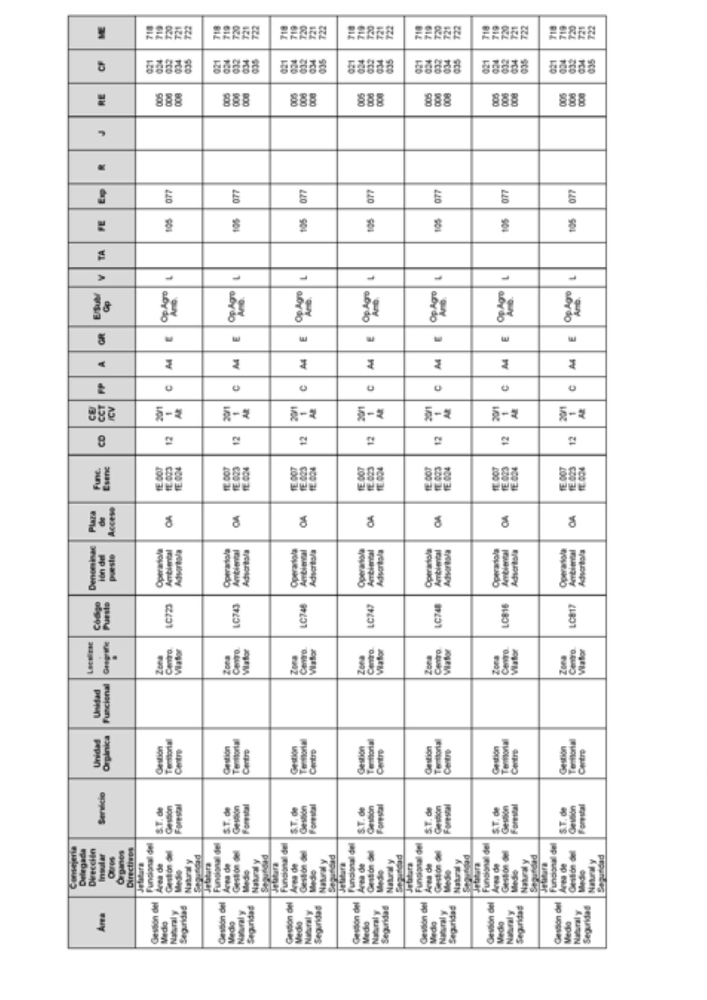 Área
Consejería
Delegada
Dirección
Insular
Otros
Órganos
Directivos
Servicio
Unidad
Orgánica
Unidad
Funcional
Localizac
.
Geográfic
a
Código
Puesto
Denominac
ión del
puesto
Plaza
de
Acceso
Func.
Esenc
CD
CE/
CCT
/CV
FP
A
GR
E/Sub/
Gp
V
TA
FE
Exp
R
J
RE
CF
ME
Gestión del
Medio
Natural y
Seguridad
Jefatura
Funcional del
Área de
Gestión del
Medio
Natural y
Seguridad
S.T. de
Gestión
Forestal
Gestión
Territorial
Centro
Zona
Centro.
Vilaflor
LC723
Operario/a
Ambiental
Adscrito/a
OA
fE.007
fE.023
fE.024
12
20/1
1
Alt
C
A4
E
Op.Agro
Amb.
L
105
077
005
006
008
021
024
032
034
035
718
719
720
721
722
Gestión del
Medio
Natural y
Seguridad
Jefatura
Funcional del
Área de
Gestión del
Medio
Natural y
Seguridad
S.T. de
Gestión
Forestal
Gestión
Territorial
Centro
Zona
Centro.
Vilaflor
LC743
Operario/a
Ambiental
Adscrito/a
OA
fE.007
fE.023
fE.024
12
20/1
1
Alt
C
A4
E
Op.Agro
Amb.
L
105
077
005
006
008
021
024
032
034
035
718
719
720
721
722
Gestión del
Medio
Natural y
Seguridad
Jefatura
Funcional del
Área de
Gestión del
Medio
Natural y
Seguridad
S.T. de
Gestión
Forestal
Gestión
Territorial
Centro
Zona
Centro.
Vilaflor
LC746
Operario/a
Ambiental
Adscrito/a
OA
fE.007
fE.023
fE.024
12
20/1
1
Alt
C
A4
E
Op.Agro
Amb.
L
105
077
005
006
008
021
024
032
034
035
718
719
720
721
722
Gestión del
Medio
Natural y
Seguridad
Jefatura
Funcional del
Área de
Gestión del
Medio
Natural y
Seguridad
S.T. de
Gestión
Forestal
Gestión
Territorial
Centro
Zona
Centro.
Vilaflor
LC747
Operario/a
Ambiental
Adscrito/a
OA
fE.007
fE.023
fE.024
12
20/1
1
Alt
C
A4
E
Op.Agro
Amb.
L
105
077
005
006
008
021
024
032
034
035
718
719
720
721
722
Gestión del
Medio
Natural y
Seguridad
Jefatura
Funcional del
Área de
Gestión del
Medio
Natural y
Seguridad
S.T. de
Gestión
Forestal
Gestión
Territorial
Centro
Zona
Centro.
Vilaflor
LC748
Operario/a
Ambiental
Adscrito/a
OA
fE.007
fE.023
fE.024
12
20/1
1
Alt
C
A4
E
Op.Agro
Amb.
L
105
077
005
006
008
021
024
032
034
035
718
719
720
721
722
Gestión del
Medio
Natural y
Seguridad
Jefatura
Funcional del
Área de
Gestión del
Medio
Natural y
Seguridad
S.T. de
Gestión
Forestal
Gestión
Territorial
Centro
Zona
Centro.
Vilaflor
LC816
Operario/a
Ambiental
Adscrito/a
OA
fE.007
fE.023
fE.024
12
20/1
1
Alt
C
A4
E
Op.Agro
Amb.
L
105
077
005
006
008
021
024
032
034
035
718
719
720
721
722
Gestión del
Medio
Natural y
Seguridad
Jefatura
Funcional del
Área de
Gestión del
Medio
Natural y
Seguridad
S.T. de
Gestión
Forestal
Gestión
Territorial
Centro
Zona
Centro.
Vilaflor
LC817
Operario/a
Ambiental
Adscrito/a
OA
fE.007
fE.023
fE.024
12
20/1
1
Alt
C
A4
E
Op.Agro
Amb.
L
105
077
005
006
008
021
024
032
034
035
718
719
720
721
722